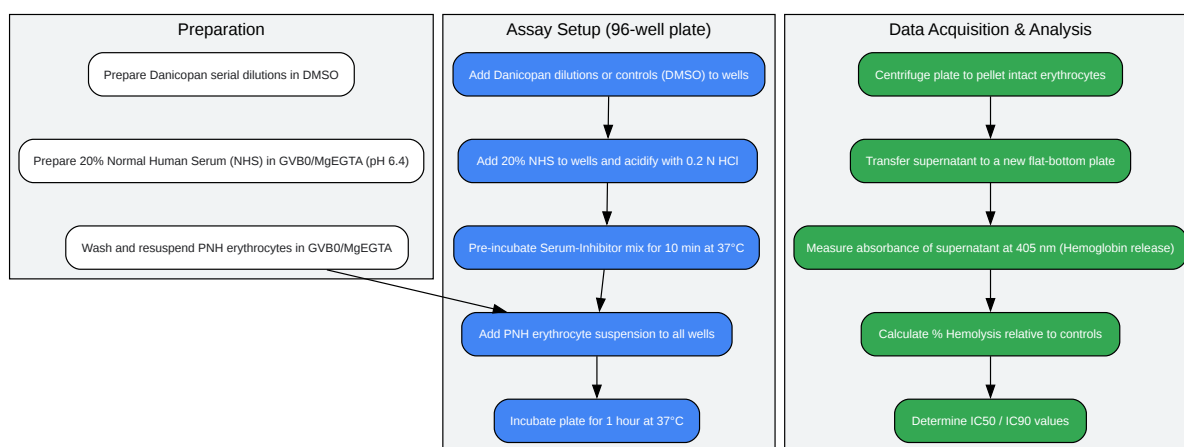 Preparation
Prepare Danicopan serial dilutions in DMSO
Prepare 20% Normal Human Serum (NHS) in GVB0/MgEGTA (pH 6.4)
Wash and resuspend PNH erythrocytes in GVB0/MgEGTA
Assay Setup (96-well plate)
Add Danicopan dilutions or controls (DMSO) to wells
Add 20% NHS to wells and acidify with 0.2 N HCl
Pre-incubate Serum-Inhibitor mix for 10 min at 37°C
Add PNH erythrocyte suspension to all wells
Incubate plate for 1 hour at 37°C
Data Acquisition & Analysis
Centrifuge plate to pellet intact erythrocytes
Transfer supernatant to a new flat-bottom plate
Measure absorbance of supernatant at 405 nm (Hemoglobin release)
Calculate % Hemolysis relative to controls
Determine IC50 / IC90 values